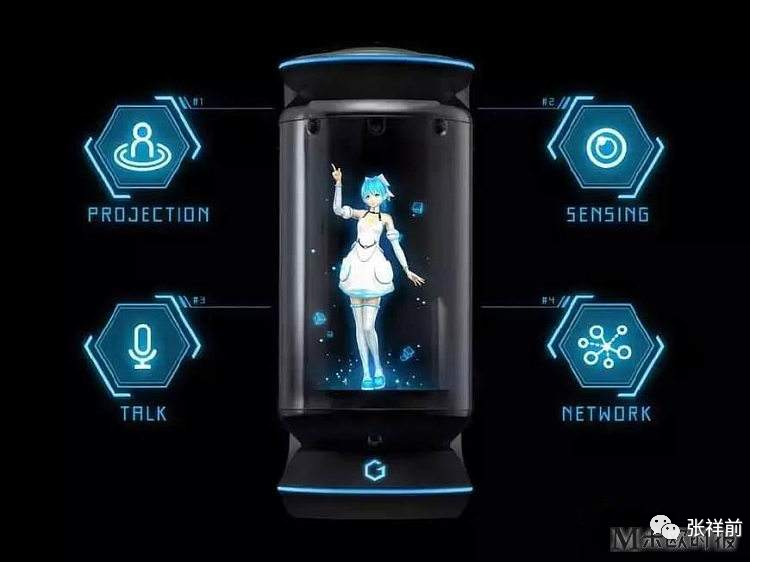 #1
#2
PROJECTION
SENSING
#3
#4
TALK
NETWORK
张祥前